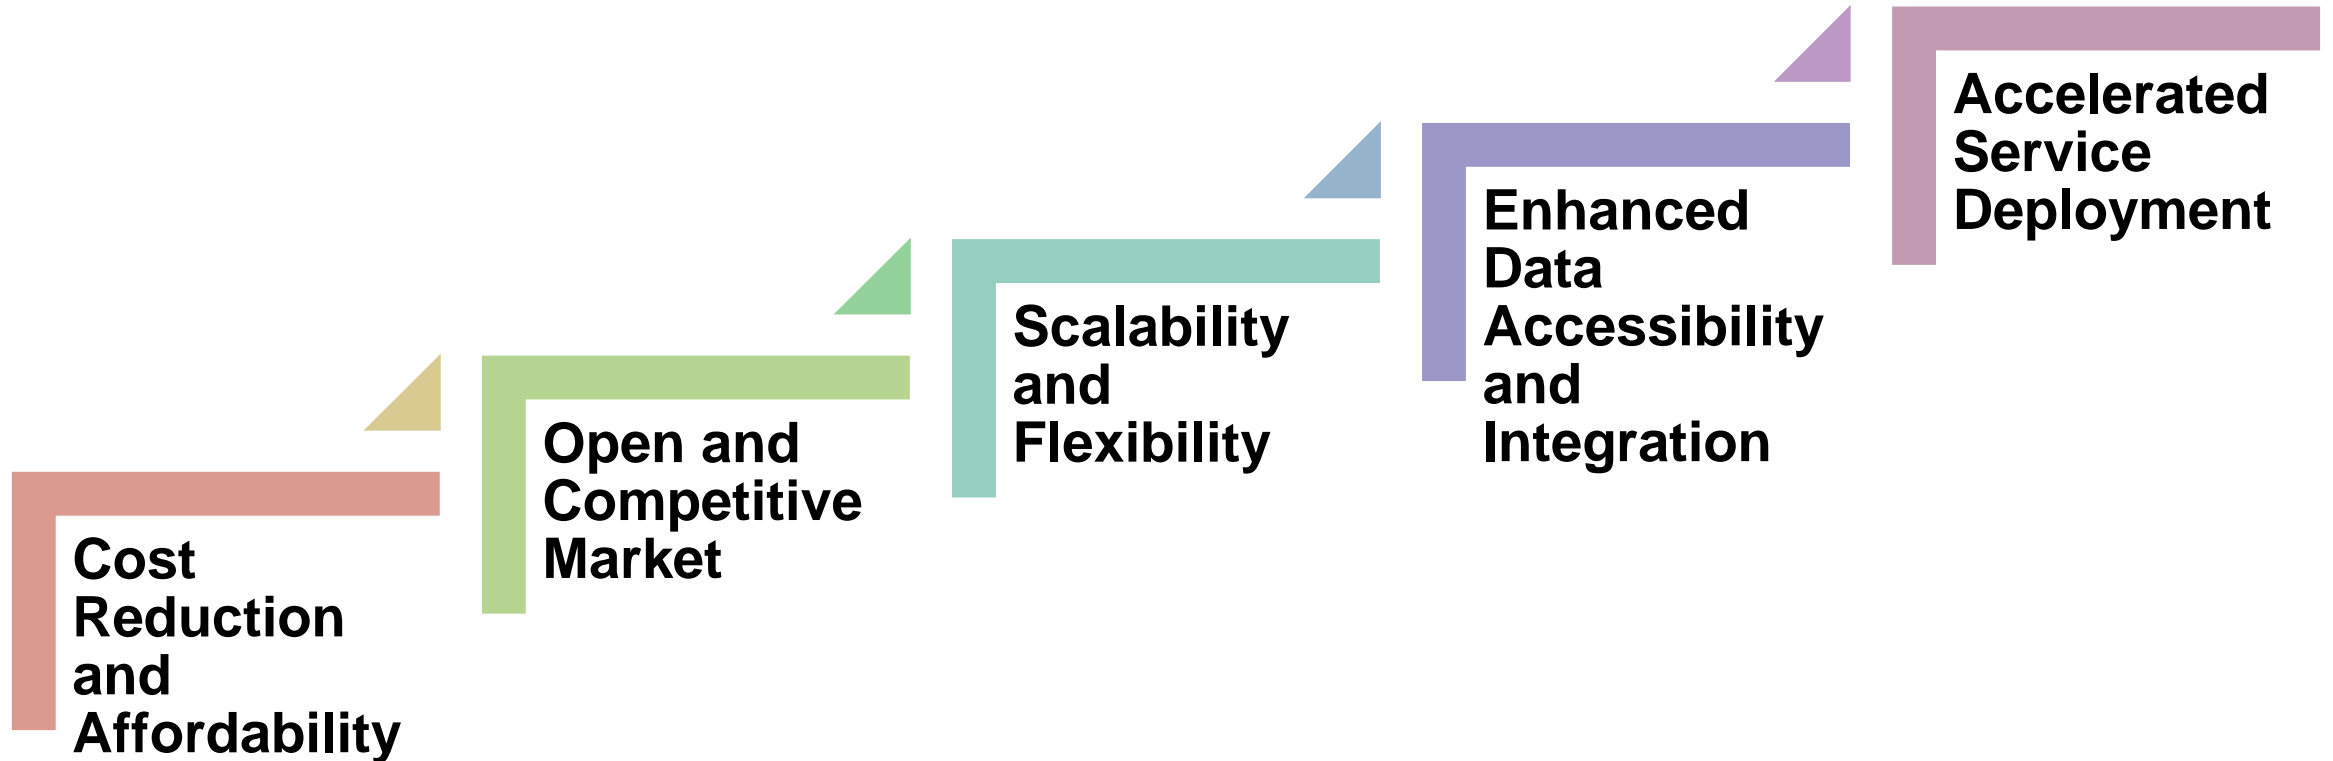 Cost
Reduction
and
Affordability
Open and
Competitive
Market
Scalability
and
Flexibility
Enhanced
Data
Accessibility
and
Integration
Accelerated
Service
Deployment